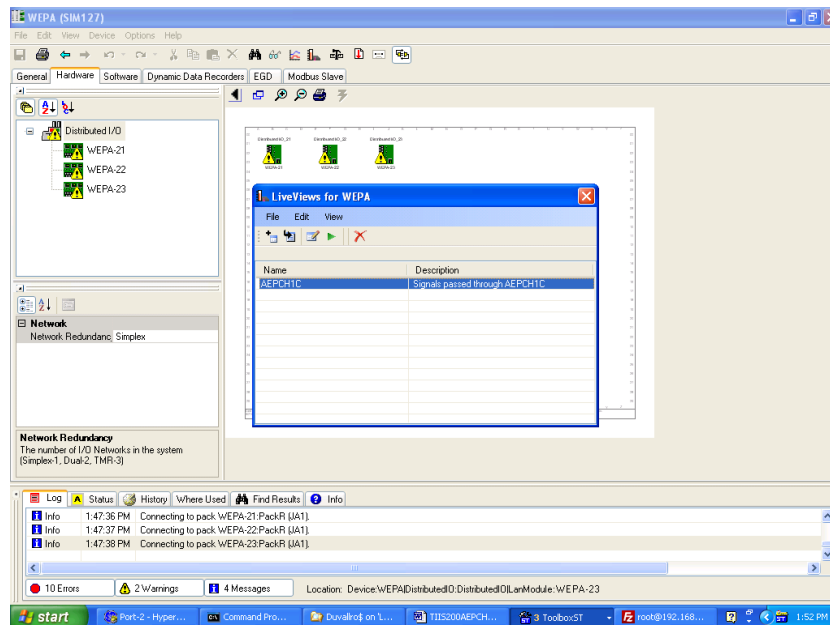 WEPA (SIM127)
File Edit View Device Options Help
General Hardware Software Dynamic Data Recorders EGD Modbus Slave
Distributed I/O
WEPA-21
WEPA-22
WEPA-23
WEPA-21 WEPA-22 WEPA-23
LiveViews for WEPA
File Edit View
Name Description
AEPCH1C Signals passed through AEPCH1C
Network
Network Redundanc Simplex
Network Redundancy
The number of I/O Networks in the system
(Simplex-1, Dual-2, TMR-3)
Log Status History Where Used Find Results Info
Info 1:47:36 PM Connecting to pack WEPA-21:PackR (JA1).
Info 1:47:37 PM Connecting to pack WEPA-22:PackR (JA1).
Info 1:47:38 PM Connecting to pack WEPA-23:PackR (JA1).
10 Errors 2 Warnings 4 Messages Location: Device:WEPA|DistributedIO:DistributedIO|LanModule:WEPA-23
start Port-2 - Hyper... Command Pro... Duvallro$ on 'L... TIIS200AEPCH... 3 ToolboxST root@192.168... 1:52 PM